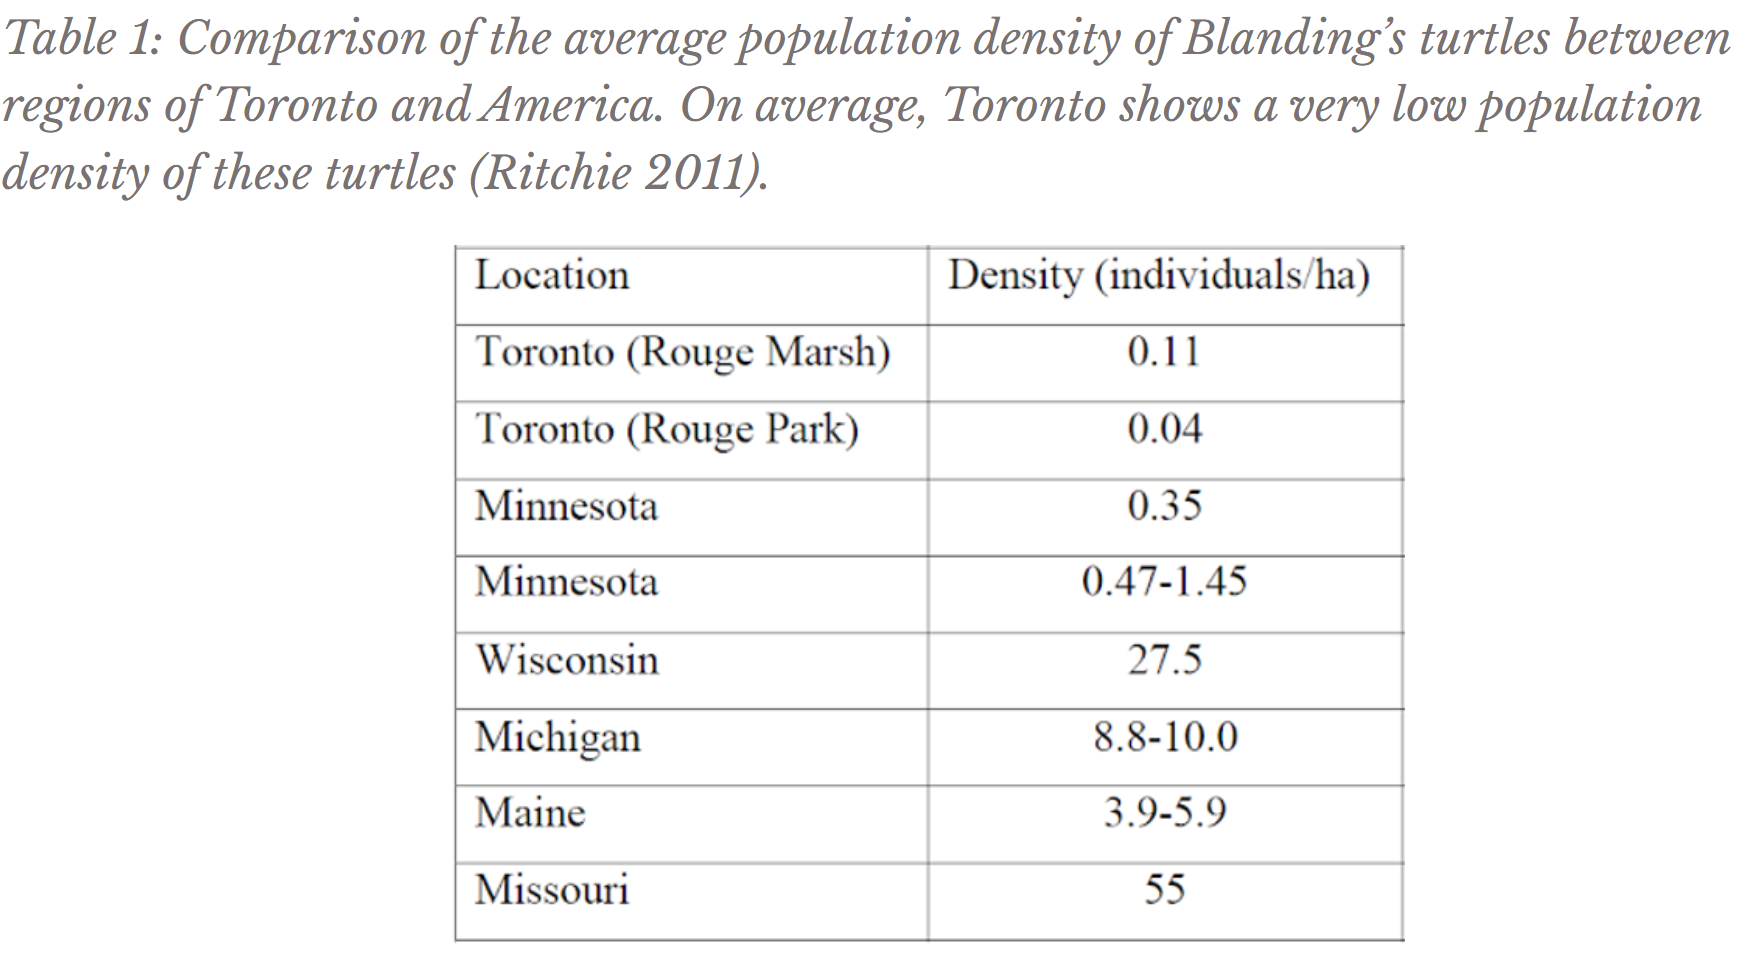 Table 1: Comparison of the average population density of Blanding’s turtles between
regions of Toronto and America. On average, Toronto shows a very low population
density of these turtles (Ritchie 2011).
Location Density (individuals/ha)
Toronto (Rouge Marsh) 0.11
Toronto (Rouge Park) 0.04
Minnesota 0.35
Minnesota 0.47-1.45
Wisconsin 27.5
Michigan 8.8-10.0
Maine 3.9-5.9
Missouri 55